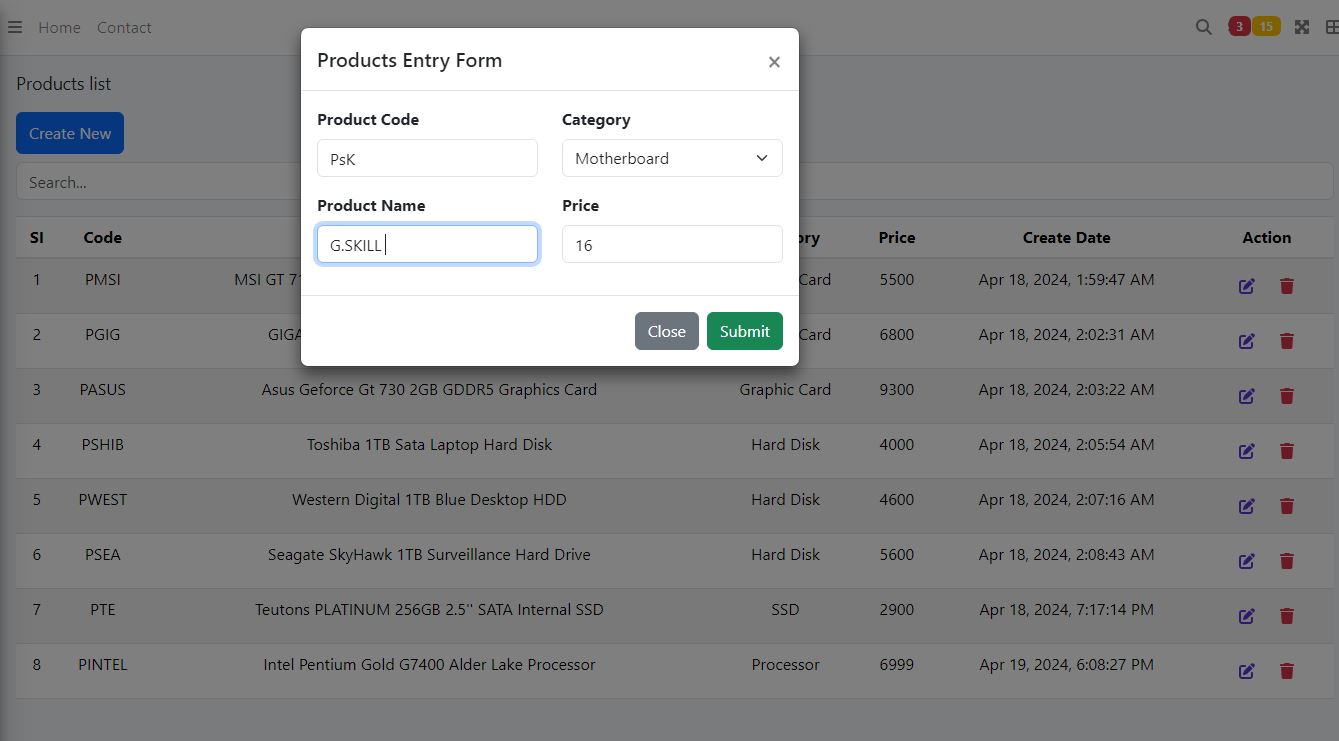 Home Contact
3 15
Products list
Create New
Search...
Products Entry Form
×
Product Code Category
PsK Motherboard
Product Name Price
G.SKILL 16
Close Submit
SI Code ory Price Create Date Action
1 PMSI MSI GT 71 Card 5500 Apr 18, 2024, 1:59:47 AM
2 PGIG GIGA Card 6800 Apr 18, 2024, 2:02:31 AM
3 PASUS Asus Geforce Gt 730 2GB GDDR5 Graphics Card Graphic Card 9300 Apr 18, 2024, 2:03:22 AM
4 PSHIB Toshiba 1TB Sata Laptop Hard Disk Hard Disk 4000 Apr 18, 2024, 2:05:54 AM
5 PWEST Western Digital 1TB Blue Desktop HDD Hard Disk 4600 Apr 18, 2024, 2:07:16 AM
6 PSEA Seagate SkyHawk 1TB Surveillance Hard Drive Hard Disk 5600 Apr 18, 2024, 2:08:43 AM
7 PTE Teutons PLATINUM 256GB 2.5'' SATA Internal SSD SSD 2900 Apr 18, 2024, 7:17:14 PM
8 PINTEL Intel Pentium Gold G7400 Alder Lake Processor Processor 6999 Apr 19, 2024, 6:08:27 PM